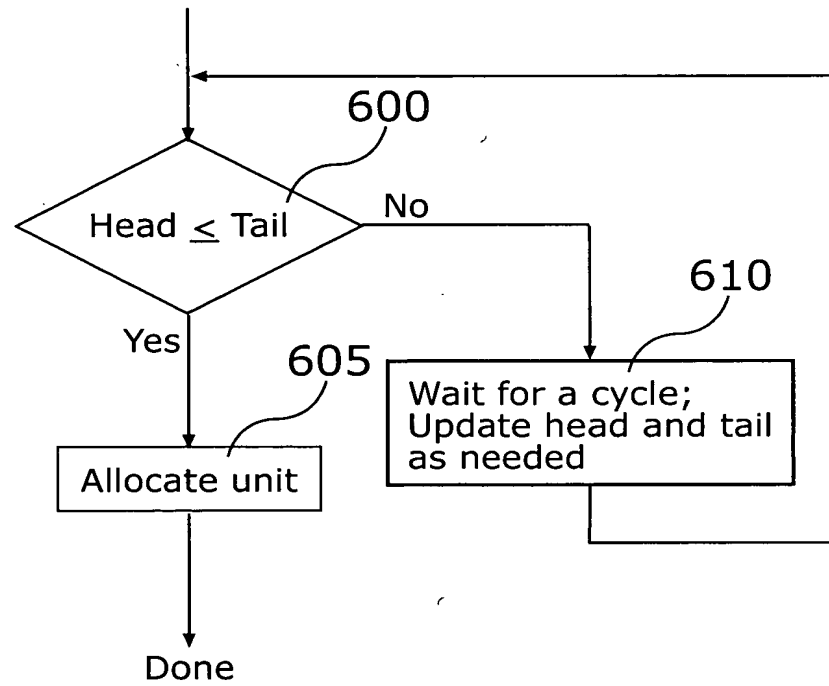 600
Head ≤ Tail
No
610
Yes
605
Wait for a cycle;
Update head and tail
as needed
Allocate unit
Done